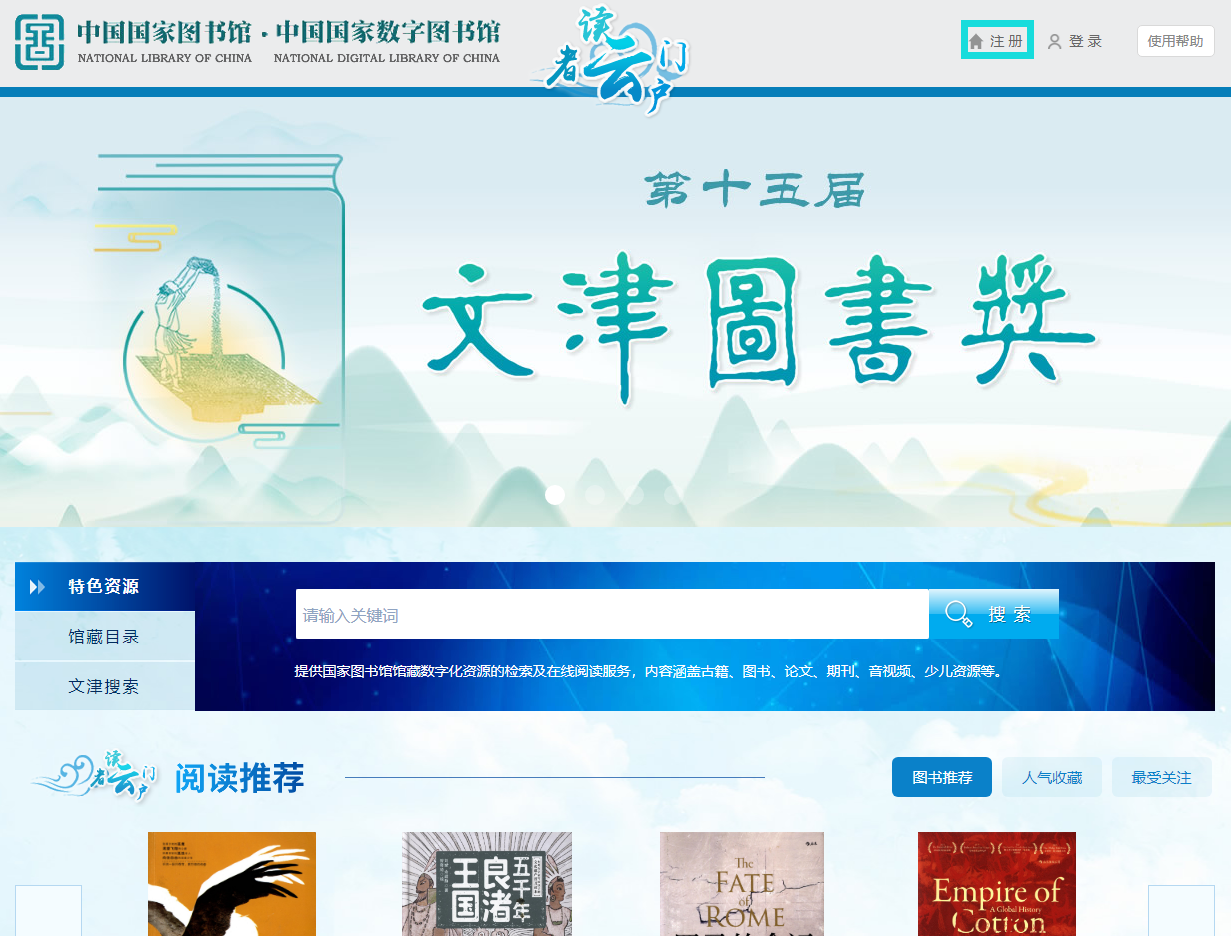 中国国家图书馆·中国国家数字图书馆
NATIONAL LIBRARY OF CHINA NATIONAL DIGITAL LIBRARY OF CHINA
读者云门户
注册
登录
使用帮助
第十五届
文津圖書獎
特色资源
馆藏目录
文津搜索
请输入关键词
搜索
提供国家图书馆馆藏数字化资源的检索及在线阅读服务，内容涵盖古籍、图书、论文、期刊、音视频、少儿资源等。
读者云门户
阅读推荐
图书推荐
人气收藏
最受关注
五千年
良渚
王国
The
FATE
of
ROME
Empire of
A Global History
Cotton